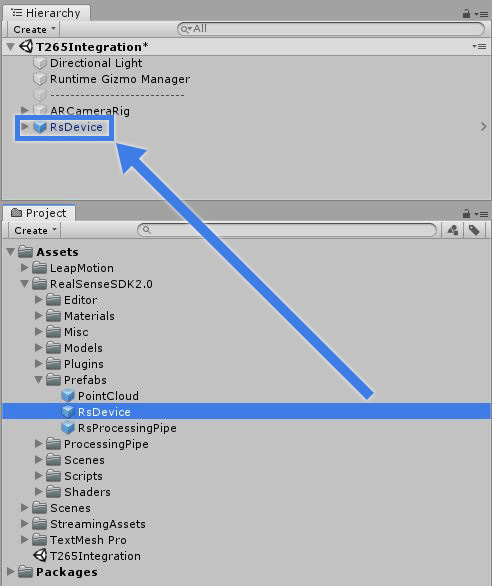 Hierarchy
Create All
T265Integration*
Directional Light
Runtime Gizmo Manager
-------------------------
ARCameraRig
RsDevice
Project
Create
Assets
LeapMotion
RealSenseSDK2.0
Editor
Materials
Misc
Models
Plugins
Prefabs
PointCloud
RsDevice
RsProcessingPipe
ProcessingPipe
Scenes
Scripts
Shaders
Scenes
StreamingAssets
TextMesh Pro
T265Integration
Packages